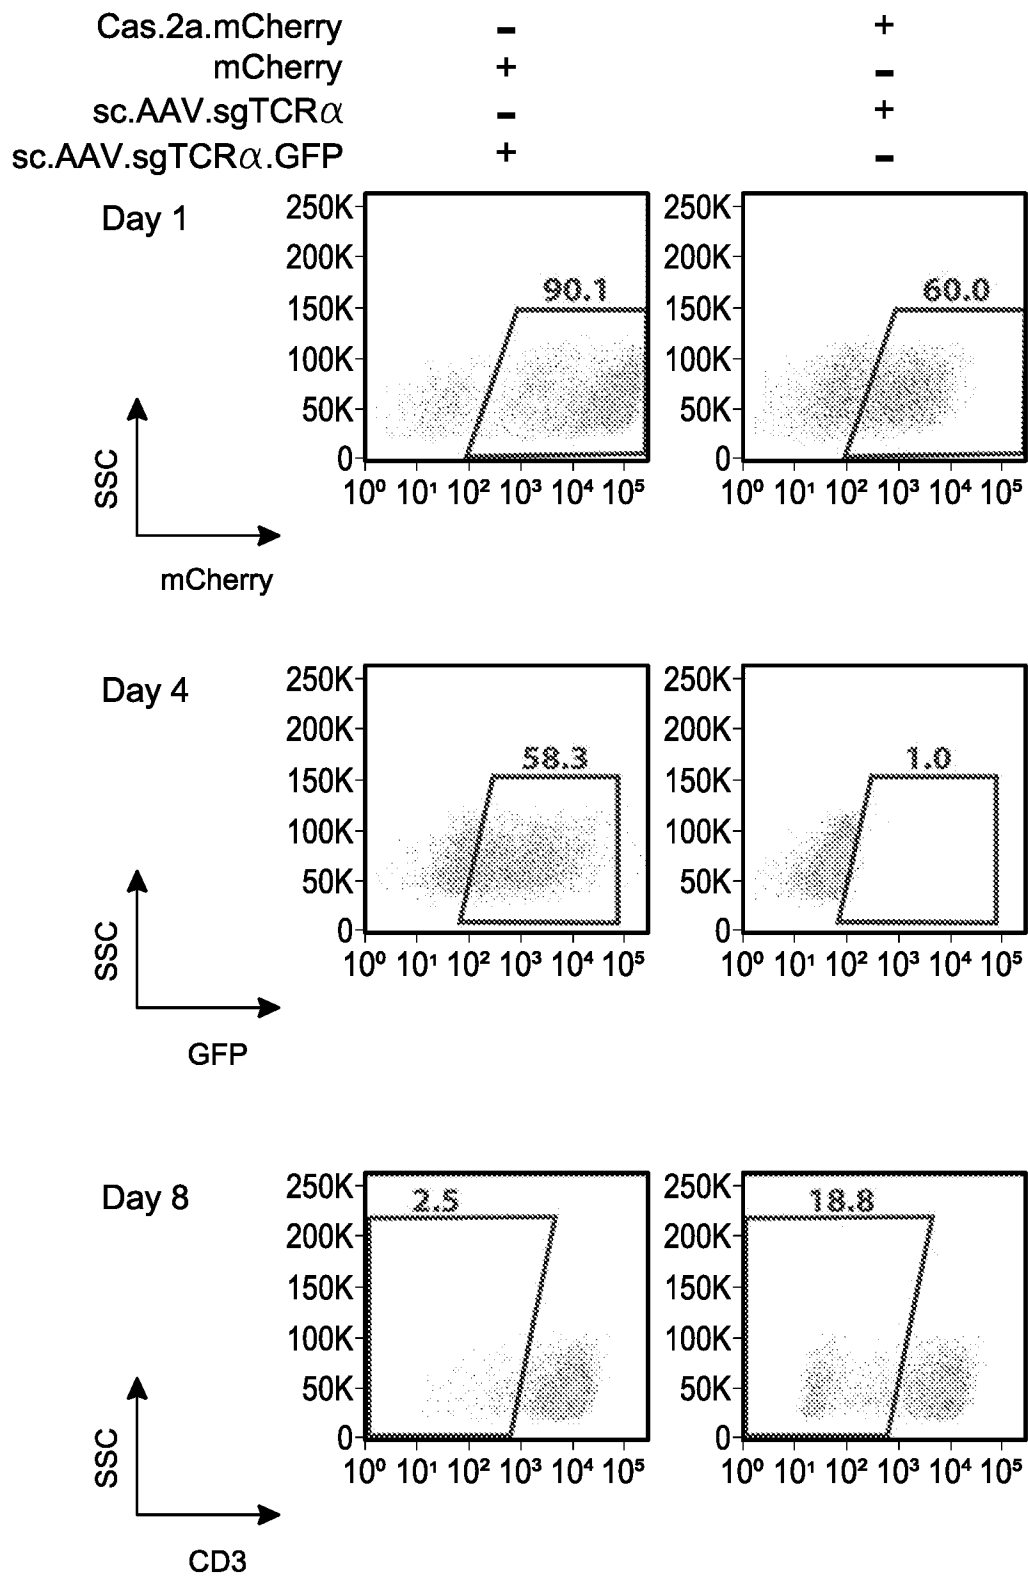 Cas.2a.mCherry - +
mCherry + -
sc.AAV.sgTCRα - +
sc.AAV.sgTCRα.GFP + -
Day 1
250K
200K
150K
100K
50K
0
90.1
10⁰ 10¹ 10² 10³ 10⁴ 10⁵
250K
200K
150K
100K
50K
0
60.0
10⁰ 10¹ 10² 10³ 10⁴ 10⁵
SSC
mCherry
Day 4
250K
200K
150K
100K
50K
0
58.3
10⁰ 10¹ 10² 10³ 10⁴ 10⁵
250K
200K
150K
100K
50K
0
1.0
10⁰ 10¹ 10² 10³ 10⁴ 10⁵
SSC
GFP
Day 8
250K
200K
150K
100K
50K
0
2.5
10⁰ 10¹ 10² 10³ 10⁴ 10⁵
250K
200K
150K
100K
50K
0
18.8
10⁰ 10¹ 10² 10³ 10⁴ 10⁵
SSC
CD3